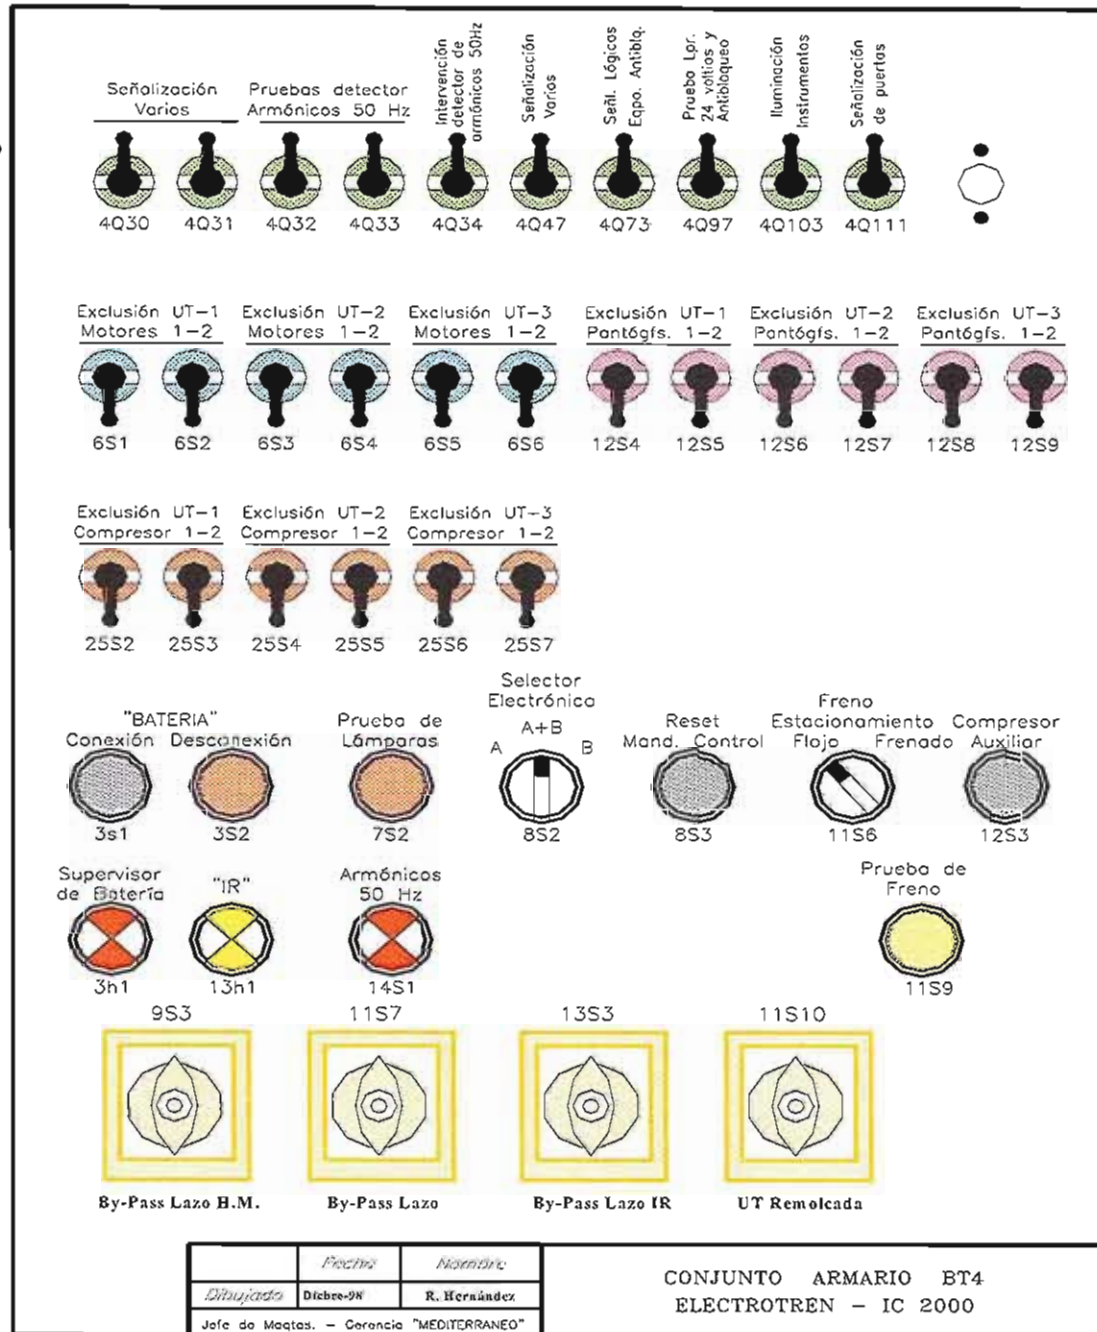 Señalización
Varios
Pruebas detector
Armónicos 50 Hz
Intervención
detector de
armónicos 50Hz
Señalización
Varios
Señl. Lógicos
Eqpo. Antiblq.
Prueba Lpr.
24 voltios y
Antibloqueo
Iluminación
Instrumentos
Señalización
de puertas
4Q30 4Q31 4Q32 4Q33 4Q34 4Q47 4Q73 4Q97 4Q103 4Q111
Exclusión UT-1 Exclusión UT-2 Exclusión UT-3 Exclusión UT-1 Exclusión UT-2 Exclusión UT-3
Motores 1-2 Motores 1-2 Motores 1-2 Pantógfs. 1-2 Pantógfs. 1-2 Pantógfs. 1-2
6S1 6S2 6S3 6S4 6S5 6S6 12S4 12S5 12S6 12S7 12S8 12S9
Exclusión UT-1 Exclusión UT-2 Exclusión UT-3
Compresor 1-2 Compresor 1-2 Compresor 1-2
25S2 25S3 25S4 25S5 25S6 25S7
"BATERIA"
Conexión Desconexión
Prueba de
Lámparas
Selector
Electrónica
A A+B B
Reset
Mand. Control
Freno
Estacionamiento
Flojo Frenado
Compresor
Auxiliar
3s1 3S2 7S2 8S2 8S3 11S6 12S3
Supervisor
de Batería
"IR"
Armónicos
50 Hz
Prueba de
Freno
3h1 13h1 14S1 11S9
9S3 11S7 13S3 11S10
By-Pass Lazo H.M. By-Pass Lazo By-Pass Lazo IR UT Remolcada
Fecha Nombre
Dibujado Dicbre-98 R. Hernández
Jefe de Maqtas. - Gerencia "MEDITERRANEO"
CONJUNTO ARMARIO BT4
ELECTROTREN - IC 2000